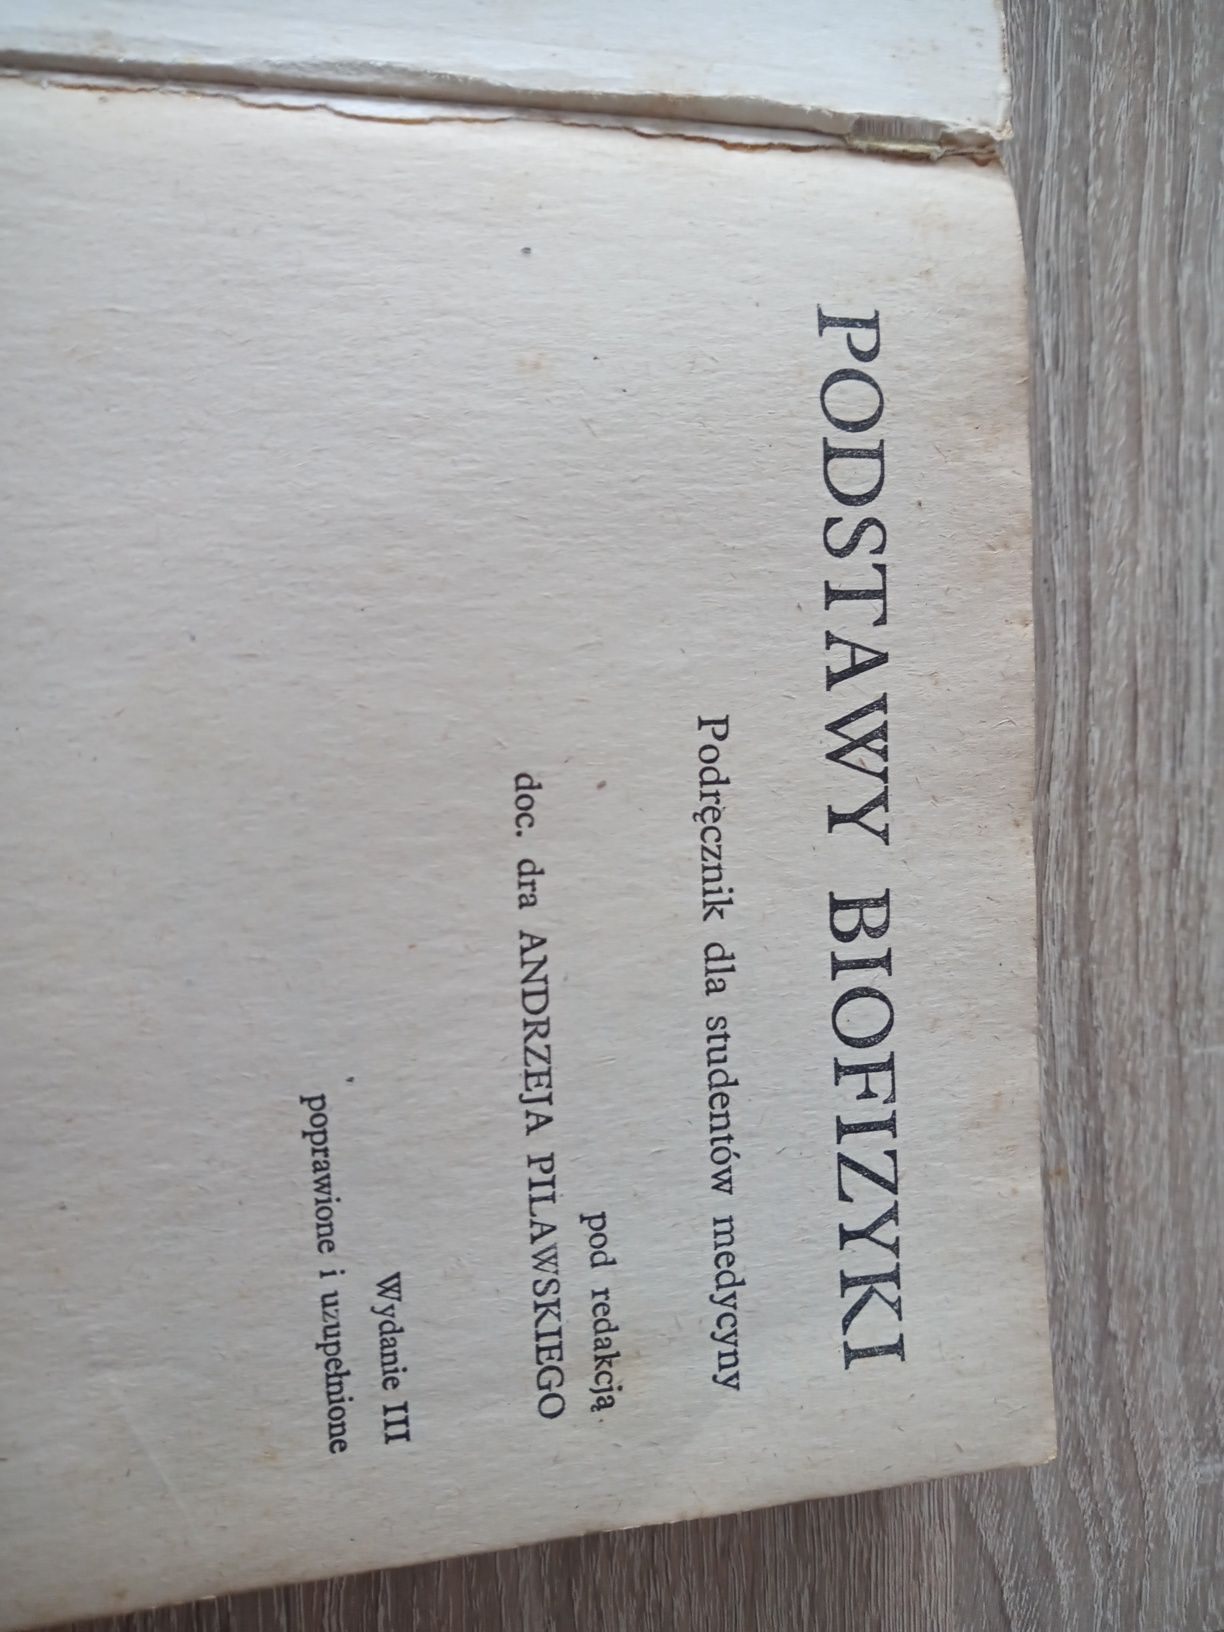 PODSTAWY BIOFIZYKI
Podręcznik dla studentów medycyny
pod redakcją
doc. dra ANDRZEJA PILAWSKIEGO
Wydanie III
poprawione i uzupełnione